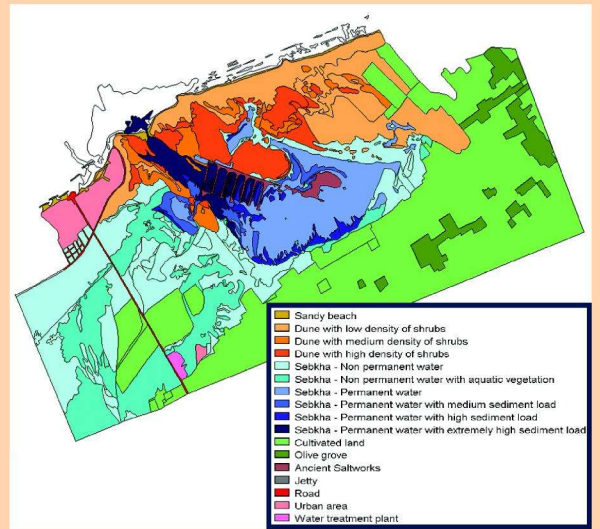 Sandy beach
Dune with low density of shrubs
Dune with medium density of shrubs
Dune with high density of shrubs
Sebkha - Non permanent water
Sebkha - Non permanent water with aquatic vegetation
Sebkha - Permanent water
Sebkha - Permanent water with medium sediment load
Sebkha - Permanent water with high sediment load
Sebkha - Permanent water with extremely high sediment load
Cultivated land
Olive grove
Ancient Saltworks
Jetty
Road
Urban area
Water treatment plant